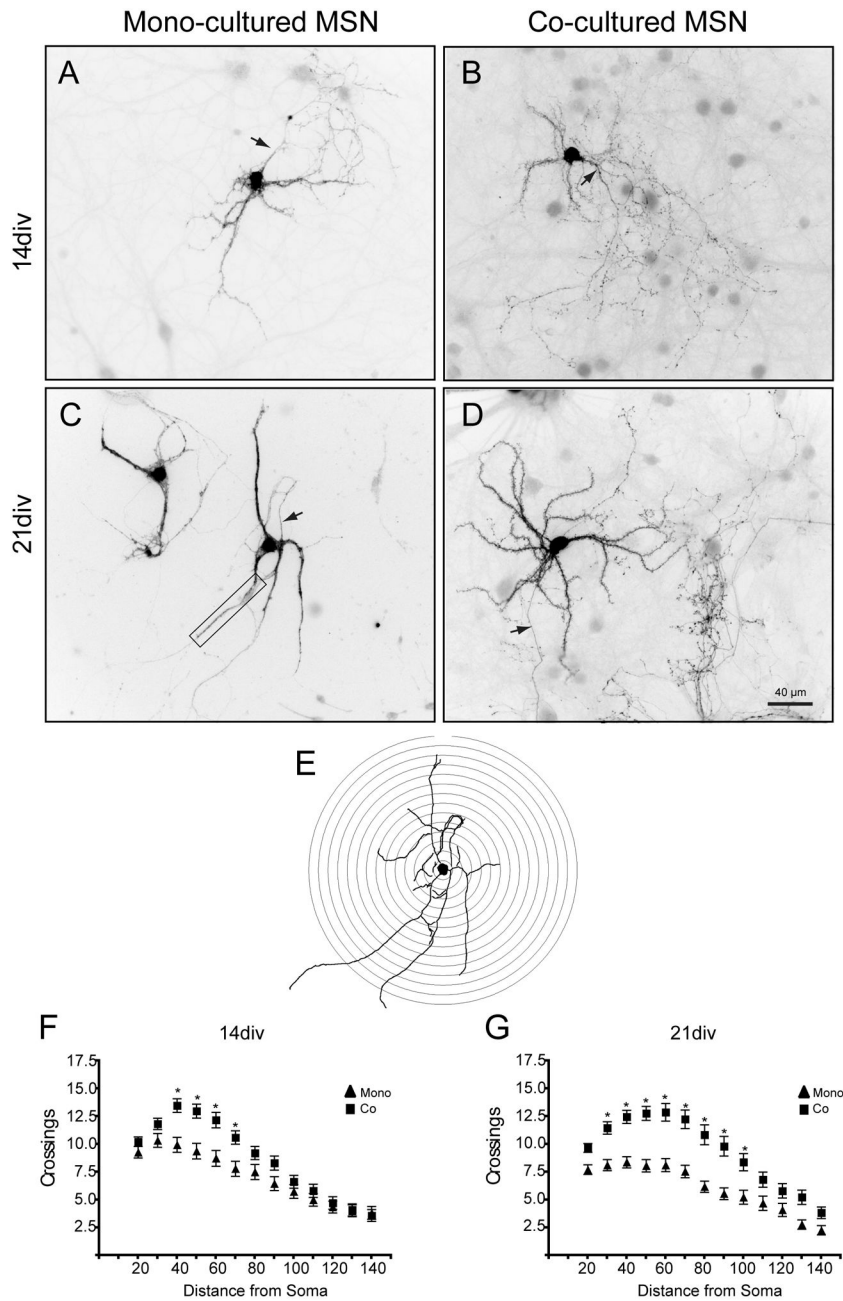 Mono-cultured MSN
Co-cultured MSN
14div
A
B
21div
C
D
40 µm
E
F
14div
17.5
15.0
12.5
10.0
7.5
5.0
2.5
Crossings
Mono
Co
* * * *
20 40 60 80 100 120 140
Distance from Soma
G
21div
17.5
15.0
12.5
10.0
7.5
5.0
2.5
Crossings
Mono
Co
* * * * * * * *
20 40 60 80 100 120 140
Distance from Soma